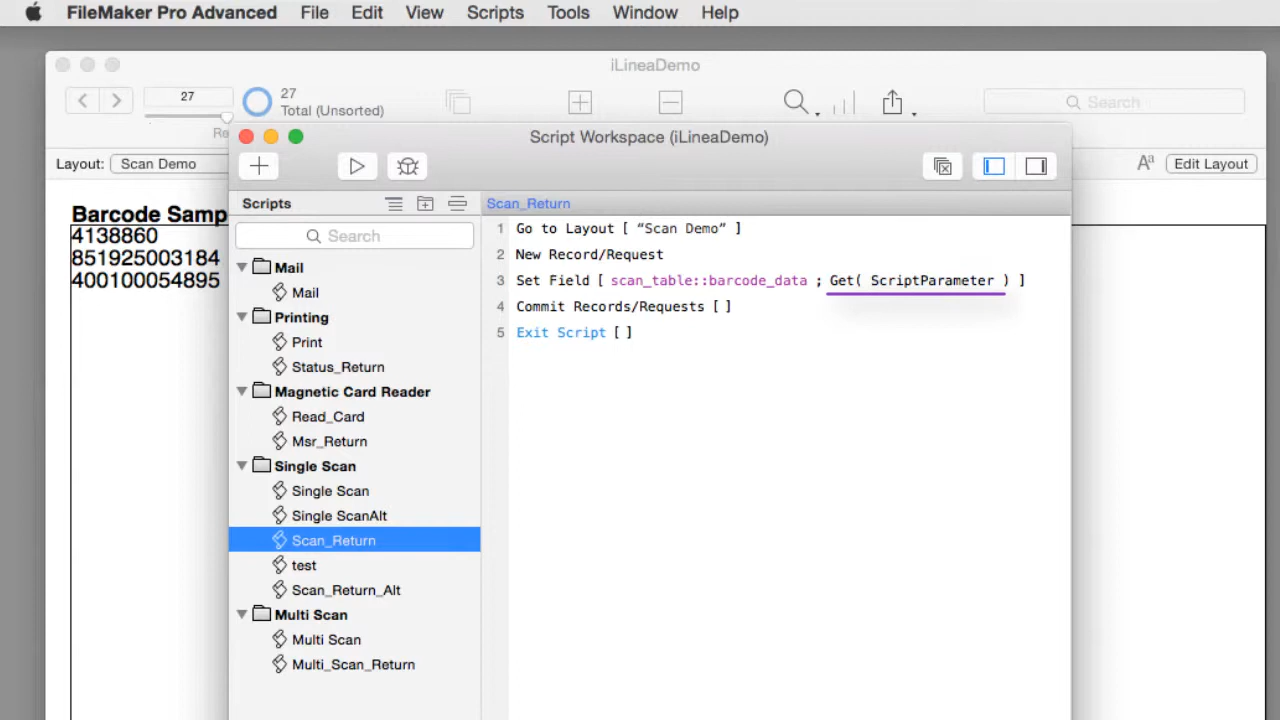 FileMaker Pro Advanced File Edit View Scripts Tools Window Help
iLineaDemo
27
27
Total (Unsorted)
Search
Layout: Scan Demo
Edit Layout
Barcode Samp
4138860
851925003184
400100054895
Script Workspace (iLineaDemo)
Scripts
Search
Mail
Mail
Printing
Print
Status_Return
Magnetic Card Reader
Read_Card
Msr_Return
Single Scan
Single Scan
Single ScanAlt
Scan_Return
test
Scan_Return_Alt
Multi Scan
Multi Scan
Multi_Scan_Return
Scan_Return
1 Go to Layout [ “Scan Demo” ]
2 New Record/Request
3 Set Field [ scan_table::barcode_data ; Get( ScriptParameter ) ]
4 Commit Records/Requests [ ]
5 Exit Script [ ]